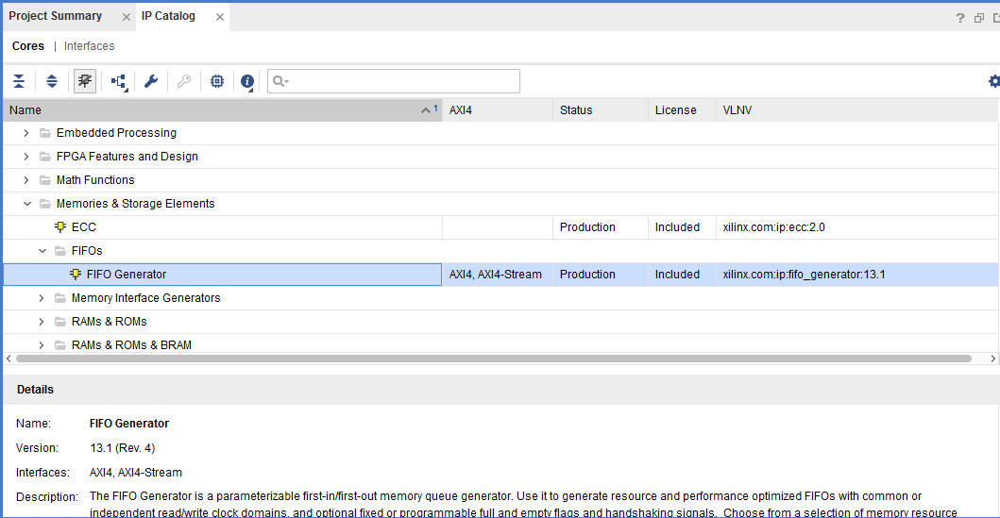 Project Summary × IP Catalog × ?
Cores | Interfaces
Name 1 AXI4 Status License VLNV
Embedded Processing
FPGA Features and Design
Math Functions
Memories & Storage Elements
ECC Production Included xilinx.com:ip:ecc:2.0
FIFOs
FIFO Generator AXI4, AXI4-Stream Production Included xilinx.com:ip:fifo_generator:13.1
Memory Interface Generators
RAMs & ROMs
RAMs & ROMs & BRAM
Details
Name: FIFO Generator
Version: 13.1 (Rev. 4)
Interfaces: AXI4, AXI4-Stream
Description: The FIFO Generator is a parameterizable first-in/first-out memory queue generator. Use it to generate resource and performance optimized FIFOs with common or
independent read/write clock domains, and optional fixed or programmable full and empty flags and handshaking signals. Choose from a selection of memory resource